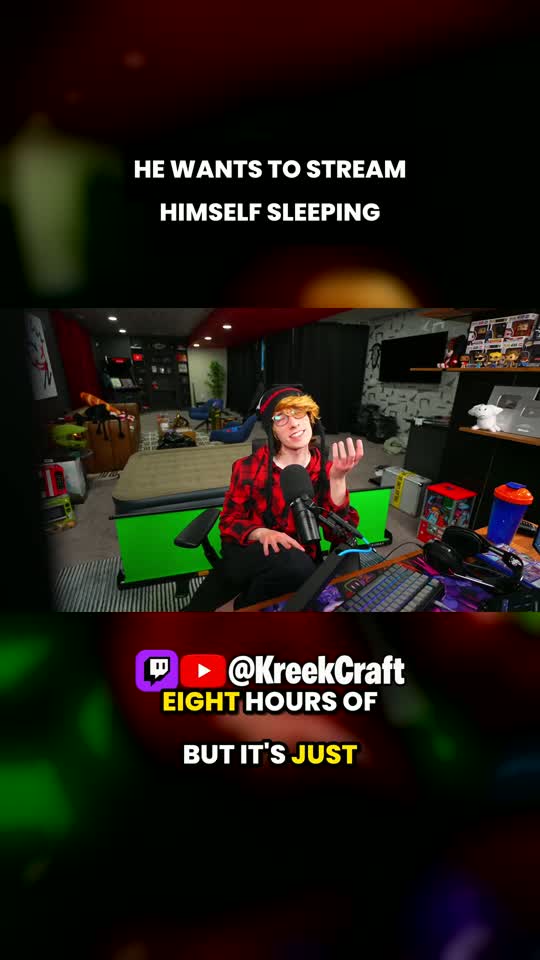 HE WANTS TO STREAM
HIMSELF SLEEPING
@KreekCraft
EIGHT HOURS OF
BUT IT'S JUST